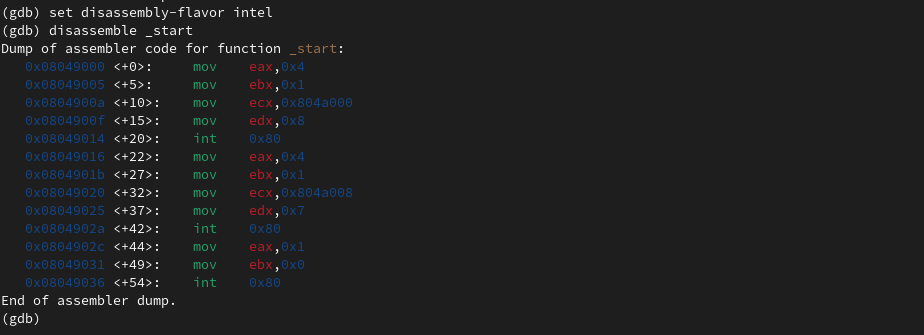 (gdb) set disassembly-flavor intel
(gdb) disassemble _start
Dump of assembler code for function _start:
   0x08049000 <+0>:     mov    eax,0x4
   0x08049005 <+5>:     mov    ebx,0x1
   0x0804900a <+10>:    mov    ecx,0x804a000
   0x0804900f <+15>:    mov    edx,0x8
   0x08049014 <+20>:    int    0x80
   0x08049016 <+22>:    mov    eax,0x4
   0x0804901b <+27>:    mov    ebx,0x1
   0x08049020 <+32>:    mov    ecx,0x804a008
   0x08049025 <+37>:    mov    edx,0x7
   0x0804902a <+42>:    int    0x80
   0x0804902c <+44>:    mov    eax,0x1
   0x08049031 <+49>:    mov    ebx,0x0
   0x08049036 <+54>:    int    0x80
End of assembler dump.
(gdb)